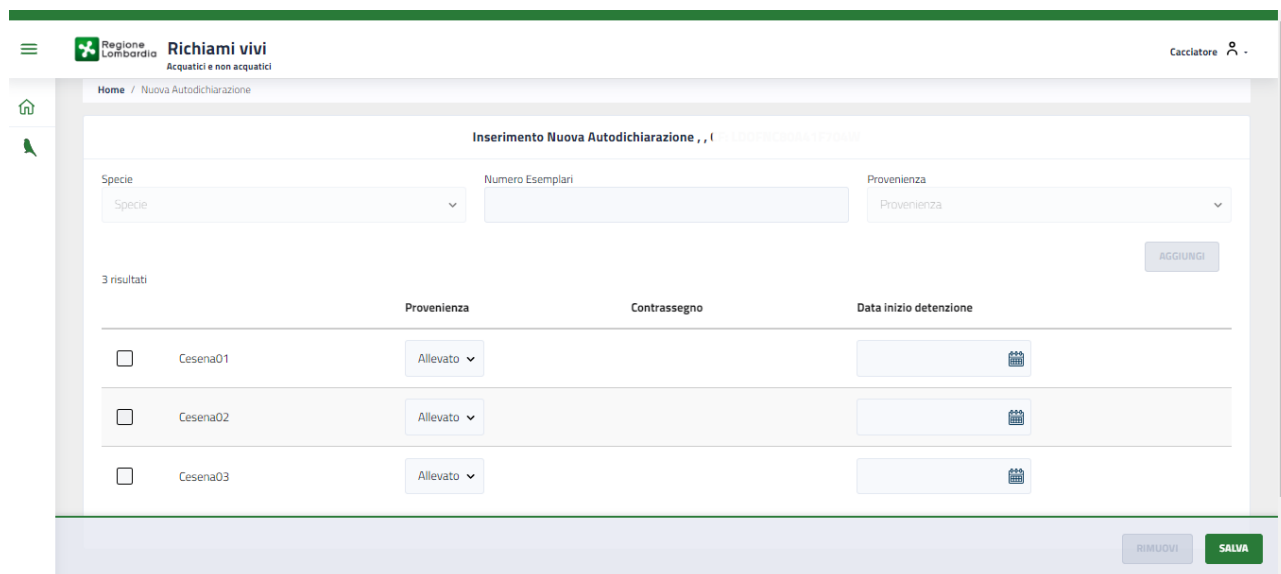 Regione
Lombardia
Richiami vivi
Acquatici e non acquatici
Cacciatore
Home / Nuova Autodichiarazione
Inserimento Nuova Autodichiarazione , ,
Specie Numero Esemplari Provenienza
Specie Provenienza
AGGIUNGI
3 risultati
Provenienza Contrassegno Data inizio detenzione
Cesena01 Allevato
Cesena02 Allevato
Cesena03 Allevato
RIMUOVI SALVA